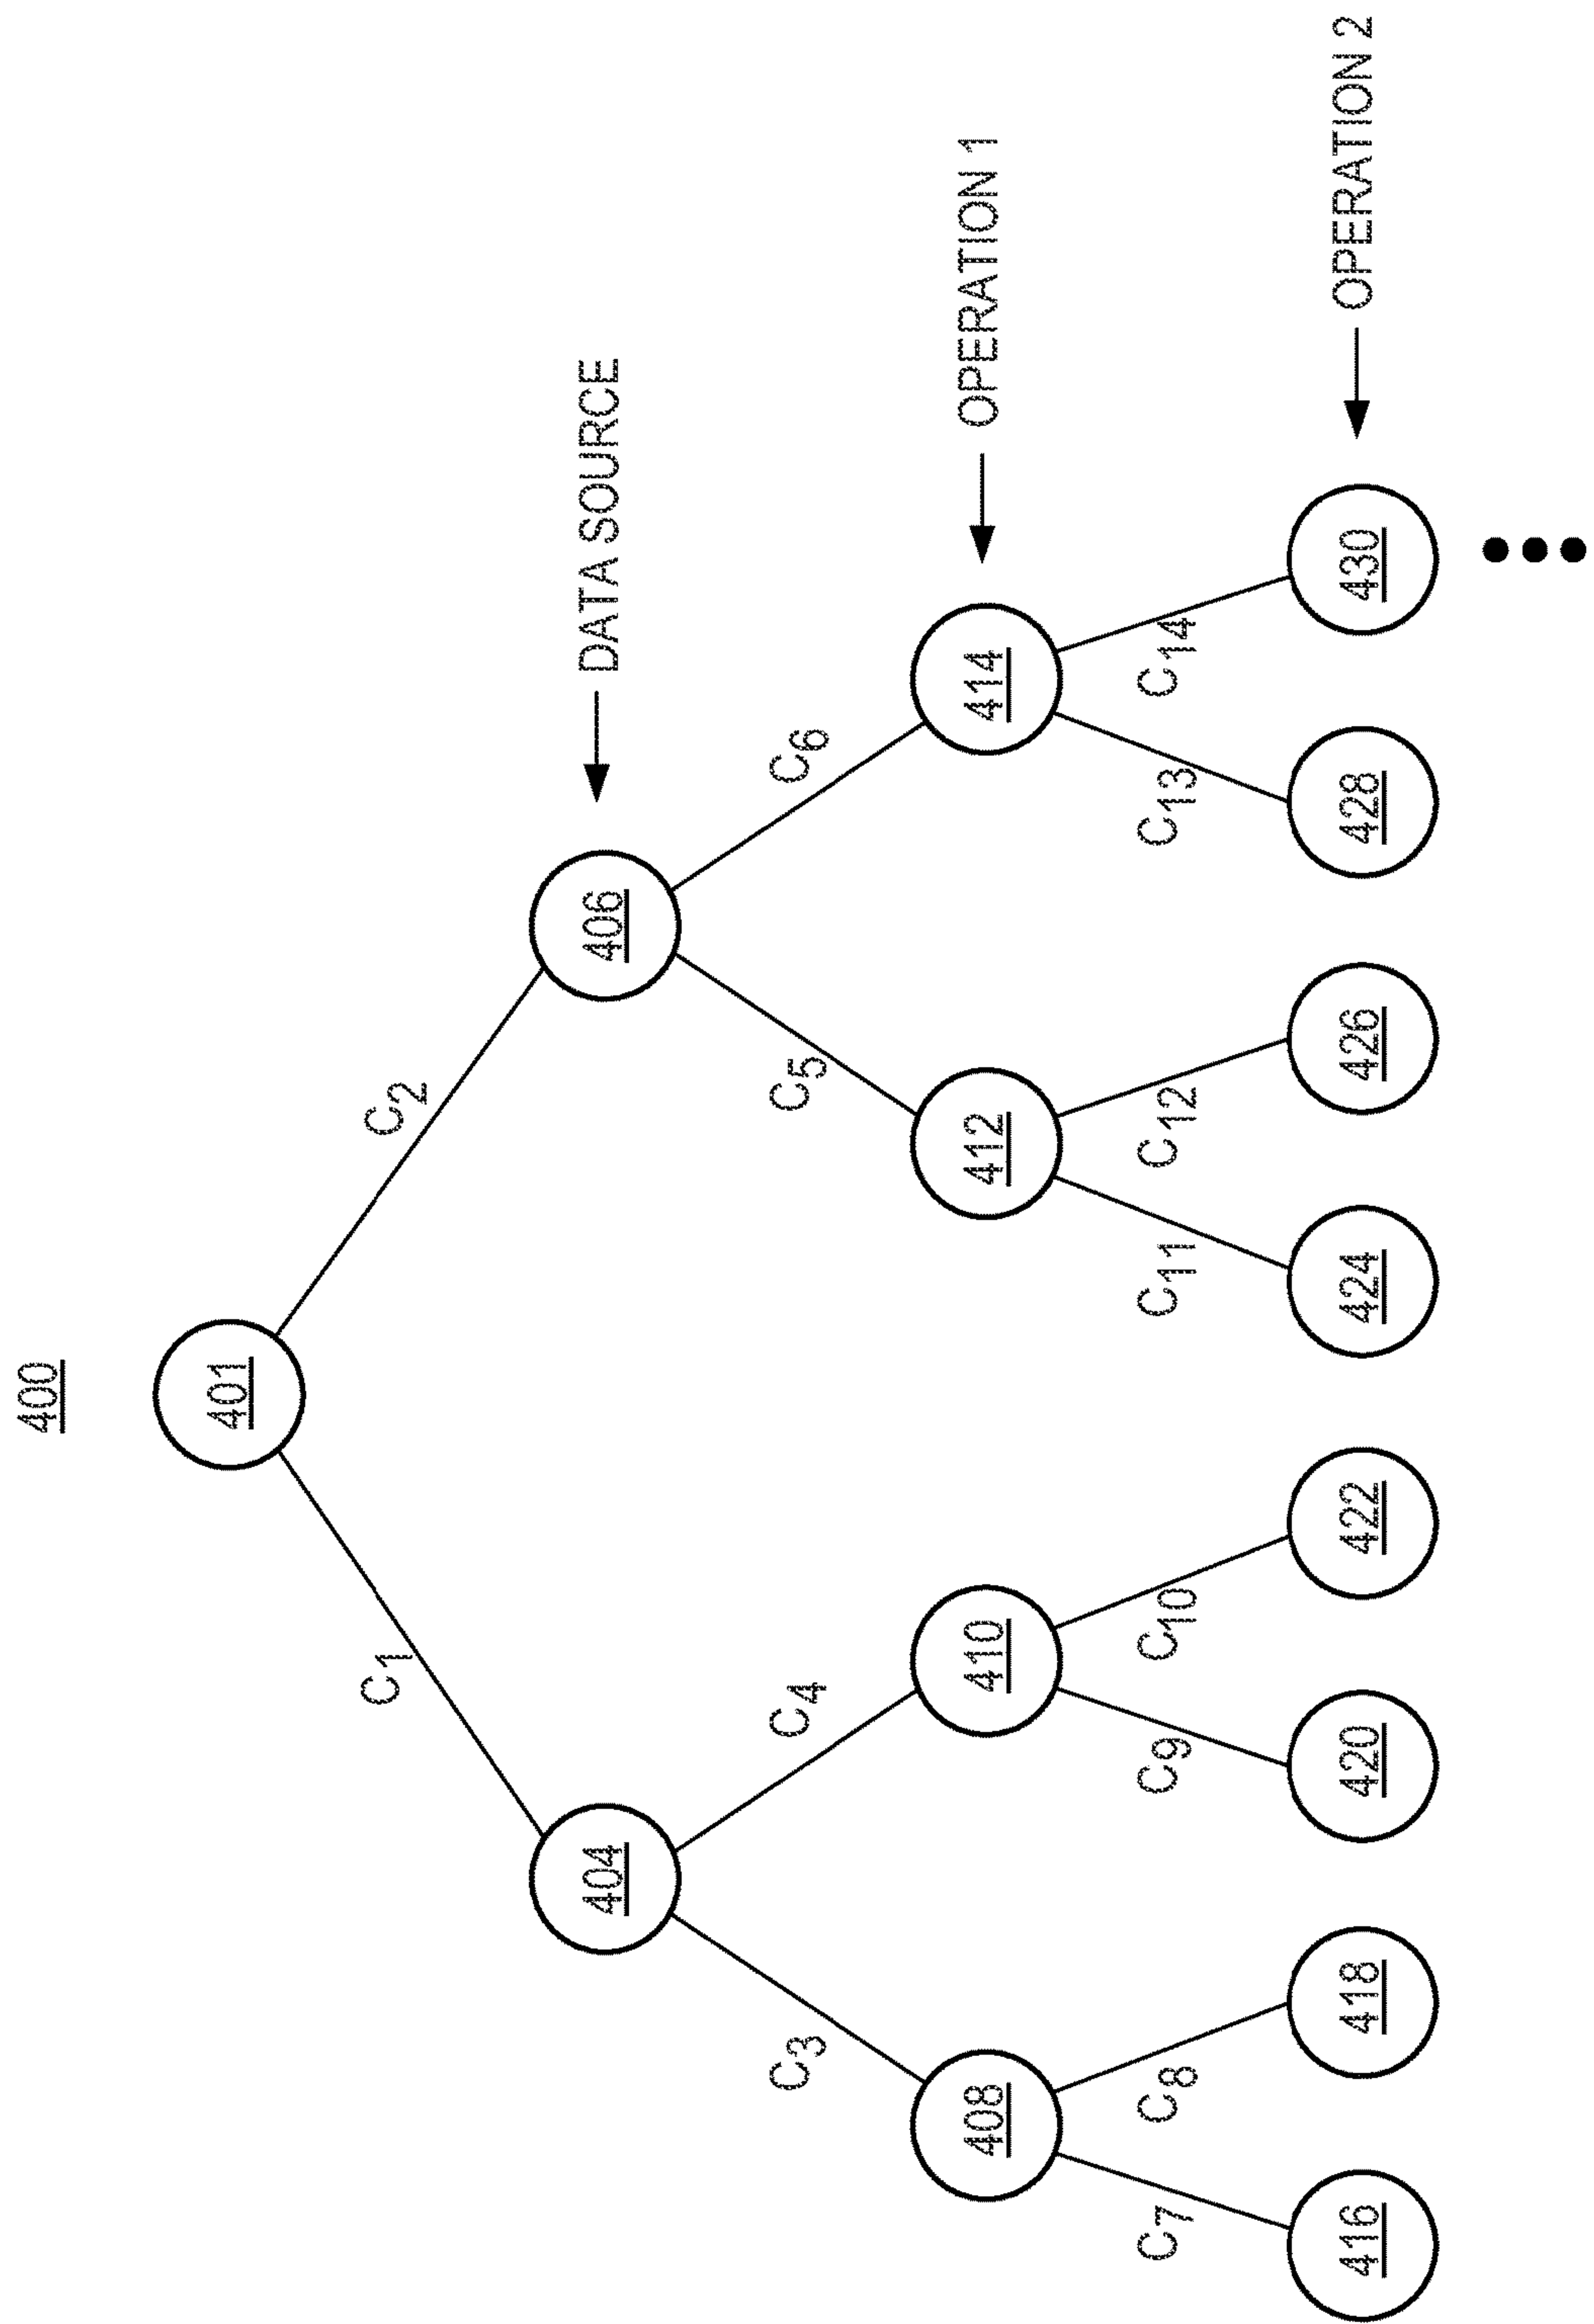 400
401
C1
C2
404
406
DATA SOURCE
C3
C4
C5
C6
408
410
412
414
OPERATION 1
C7
C8
C9
C10
C11
C12
C13
C14
416
418
420
422
424
426
428
430
OPERATION 2